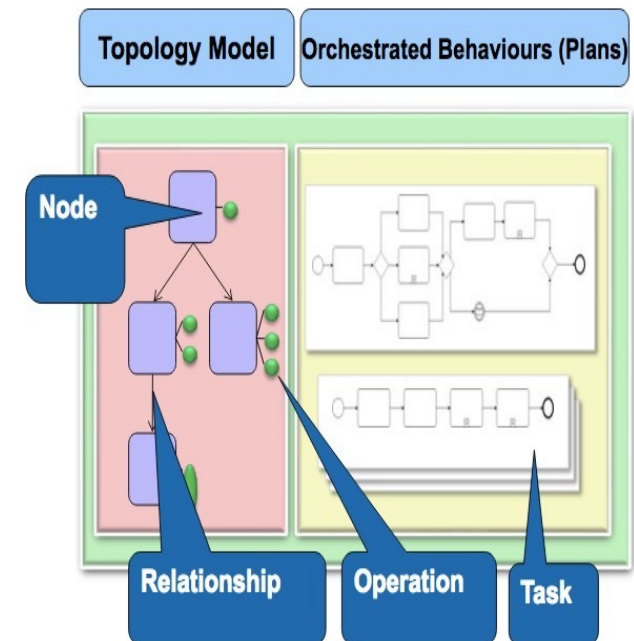 Topology Model
Orchestrated Behaviours (Plans)
Node
Relationship
Operation
Task